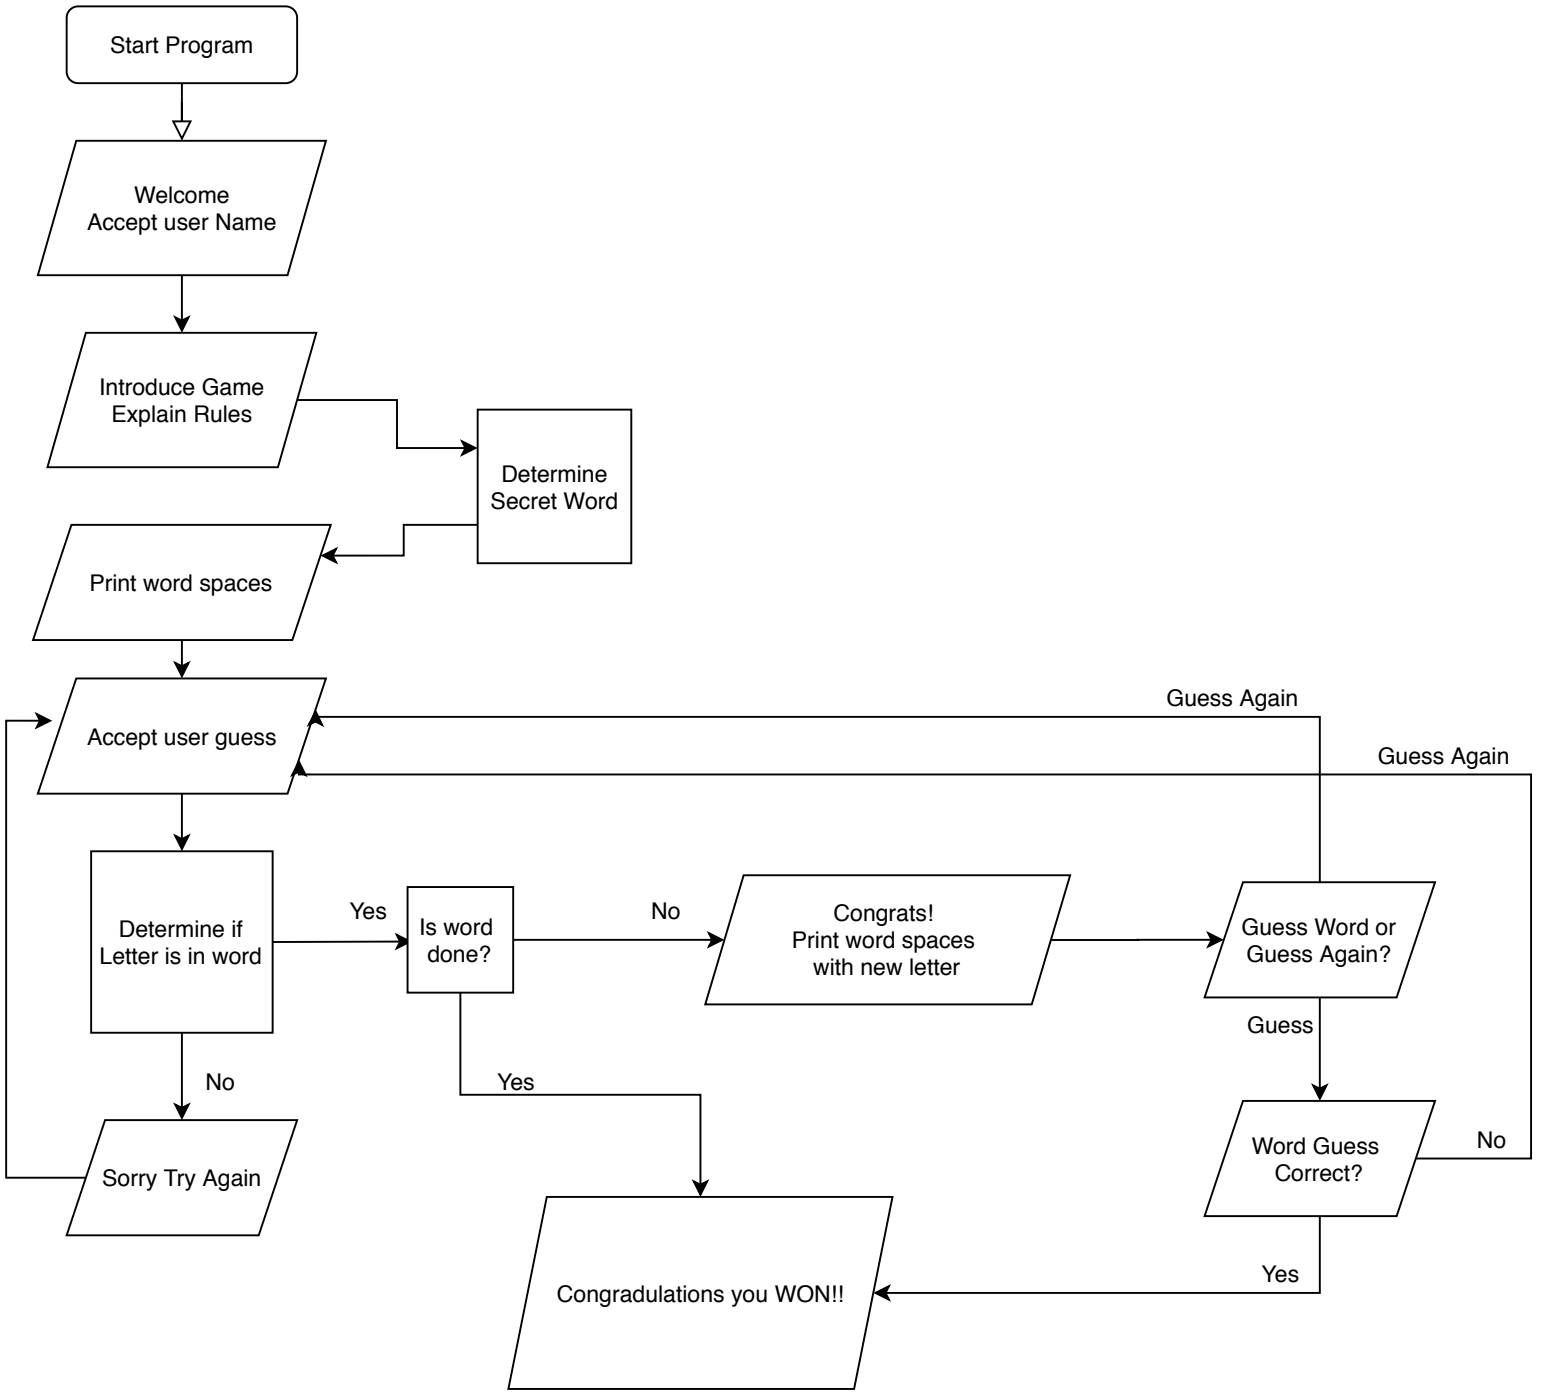 Start Program
Welcome
Accept user Name
Introduce Game
Explain Rules
Determine
Secret Word
Print word spaces
Accept user guess
Guess Again
Guess Again
Determine if
Letter is in word
Yes
Is word
done?
No
Congrats!
Print word spaces
with new letter
Guess Word or
Guess Again?
Guess
No
Yes
Sorry Try Again
Word Guess
Correct?
No
Yes
Congradulations you WON!!